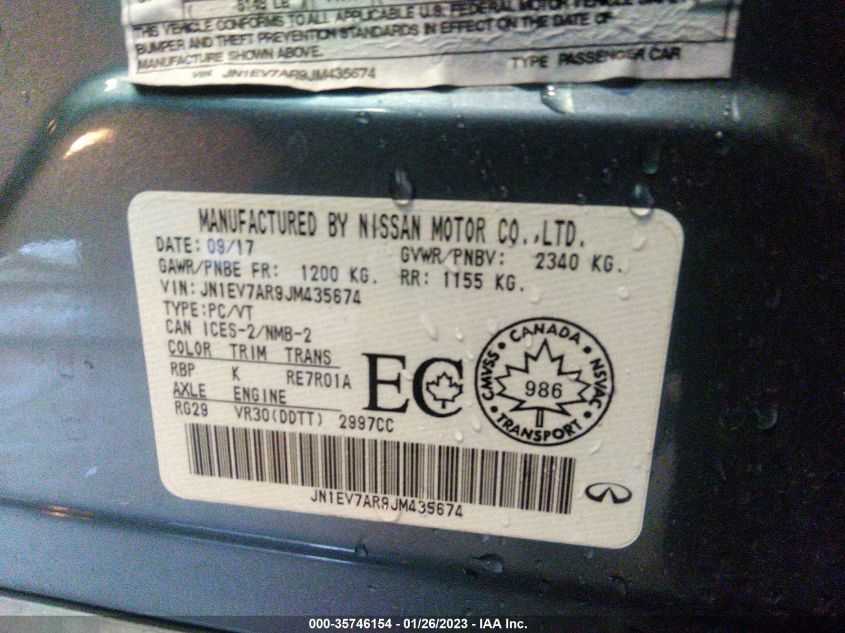 5159 LB
THIS VEHICLE CONFORMS TO ALL APPLICABLE U.S. FEDERAL MOTOR VEHICLE SAFETY
BUMPER AND THEFT PREVENTION STANDARDS IN EFFECT ON THE DATE OF
MANUFACTURE SHOWN ABOVE.
VIN JN1EV7AR9JM435674 TYPE PASSENGER CAR
MANUFACTURED BY NISSAN MOTOR CO.,LTD.
DATE: 09/17 GVWR/PNBV: 2340 KG.
GAWR/PNBE FR: 1200 KG. RR: 1155 KG.
VIN: JN1EV7AR9JM435674
TYPE:PC/VT
CAN ICES-2/NMB-2
COLOR TRIM TRANS
RBP K RE7R01A
AXLE ENGINE
RG29 VR30(DDTT) 2997CC
EC
CANADA
CMVSS NSVAC
986
TRANSPORT
JN1EV7AR9JM435674
000-35746154 - 01/26/2023 - IAA Inc.